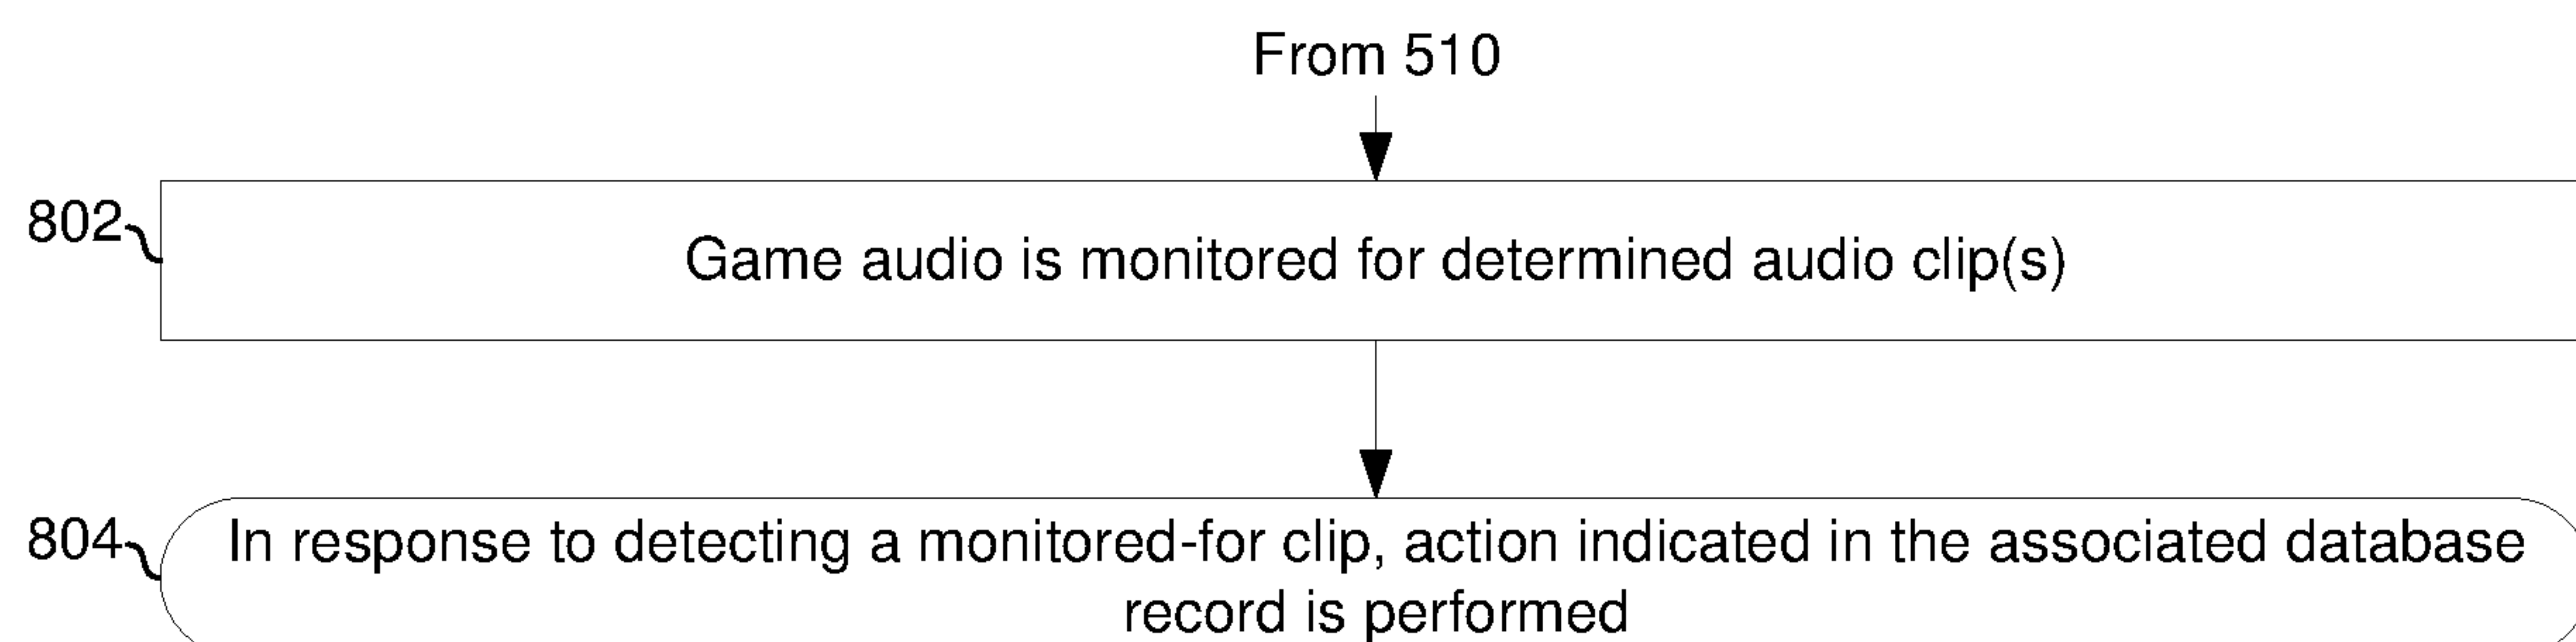 From 510
802
Game audio is monitored for determined audio clip(s)
804
In response to detecting a monitored-for clip, action indicated in the associated database
record is performed